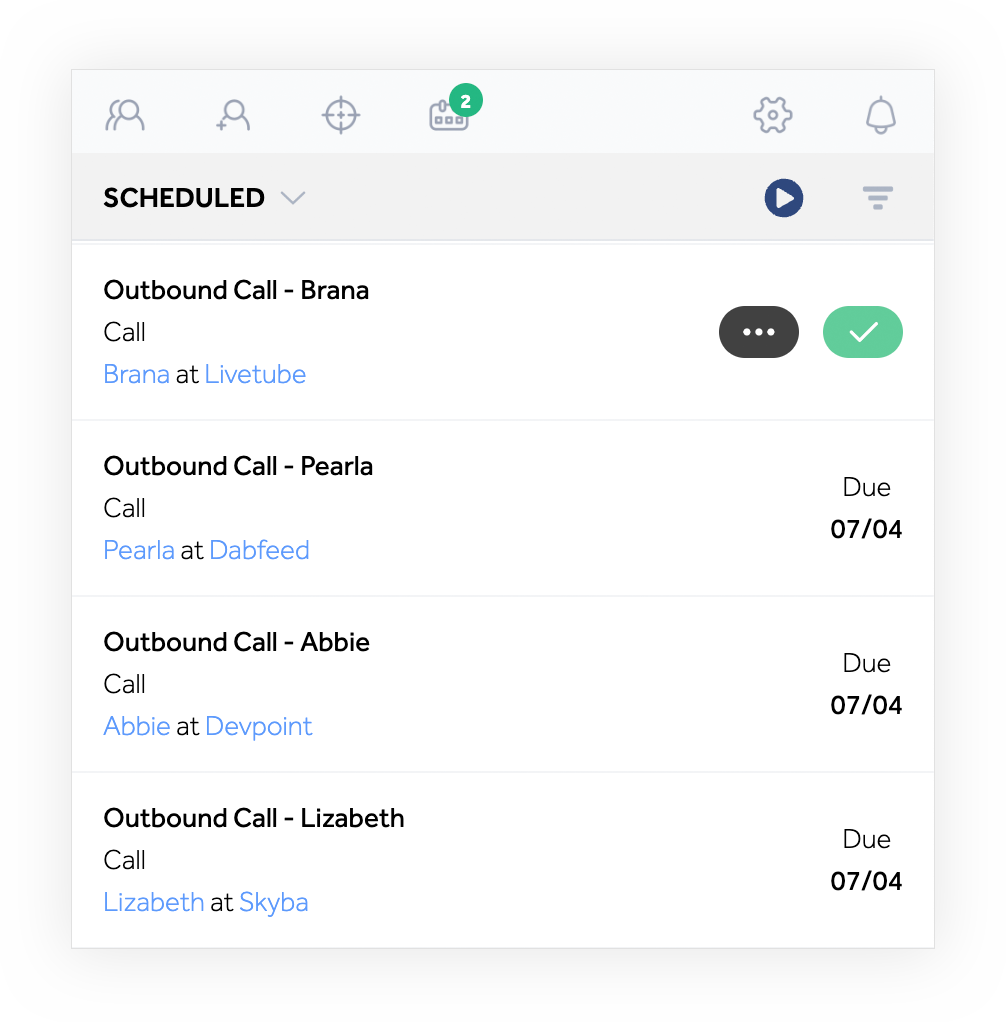 2
SCHEDULED
Outbound Call - Brana
Call
Brana at Livetube
Outbound Call - Pearla
Call
Pearla at Dabfeed
Due
07/04
Outbound Call - Abbie
Call
Abbie at Devpoint
Due
07/04
Outbound Call - Lizabeth
Call
Lizabeth at Skyba
Due
07/04